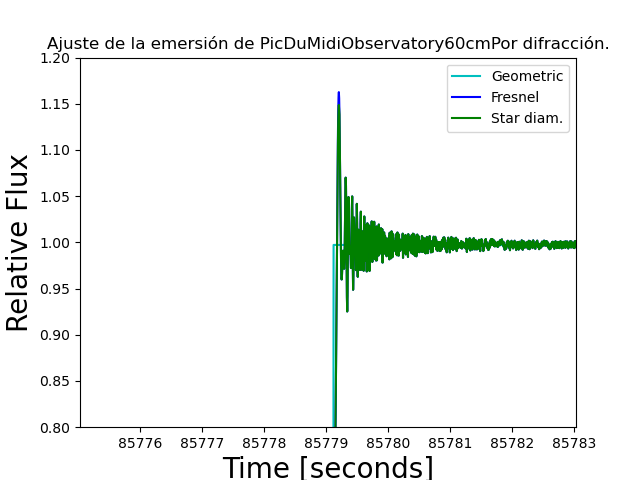 Ajuste de la emersión de PicDuMidiObservatory60cmPor difracción.
Geometric
Fresnel
Star diam.
Relative Flux
1.20
1.15
1.10
1.05
1.00
0.95
0.90
0.85
0.80
85776 85777 85778 85779 85780 85781 85782 85783
Time [seconds]